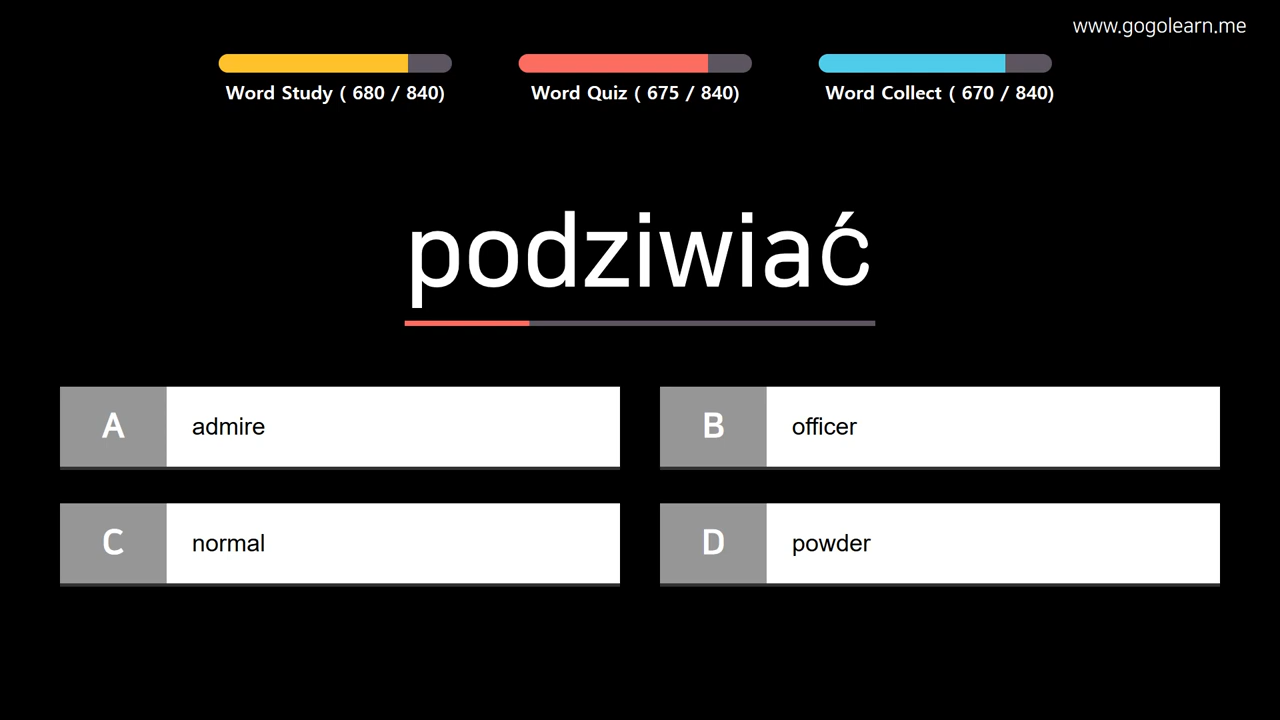 www.gogolearn.me
Word Study ( 680 / 840)
Word Quiz ( 675 / 840)
Word Collect ( 670 / 840)
podziwiać
A admire
B officer
C normal
D powder